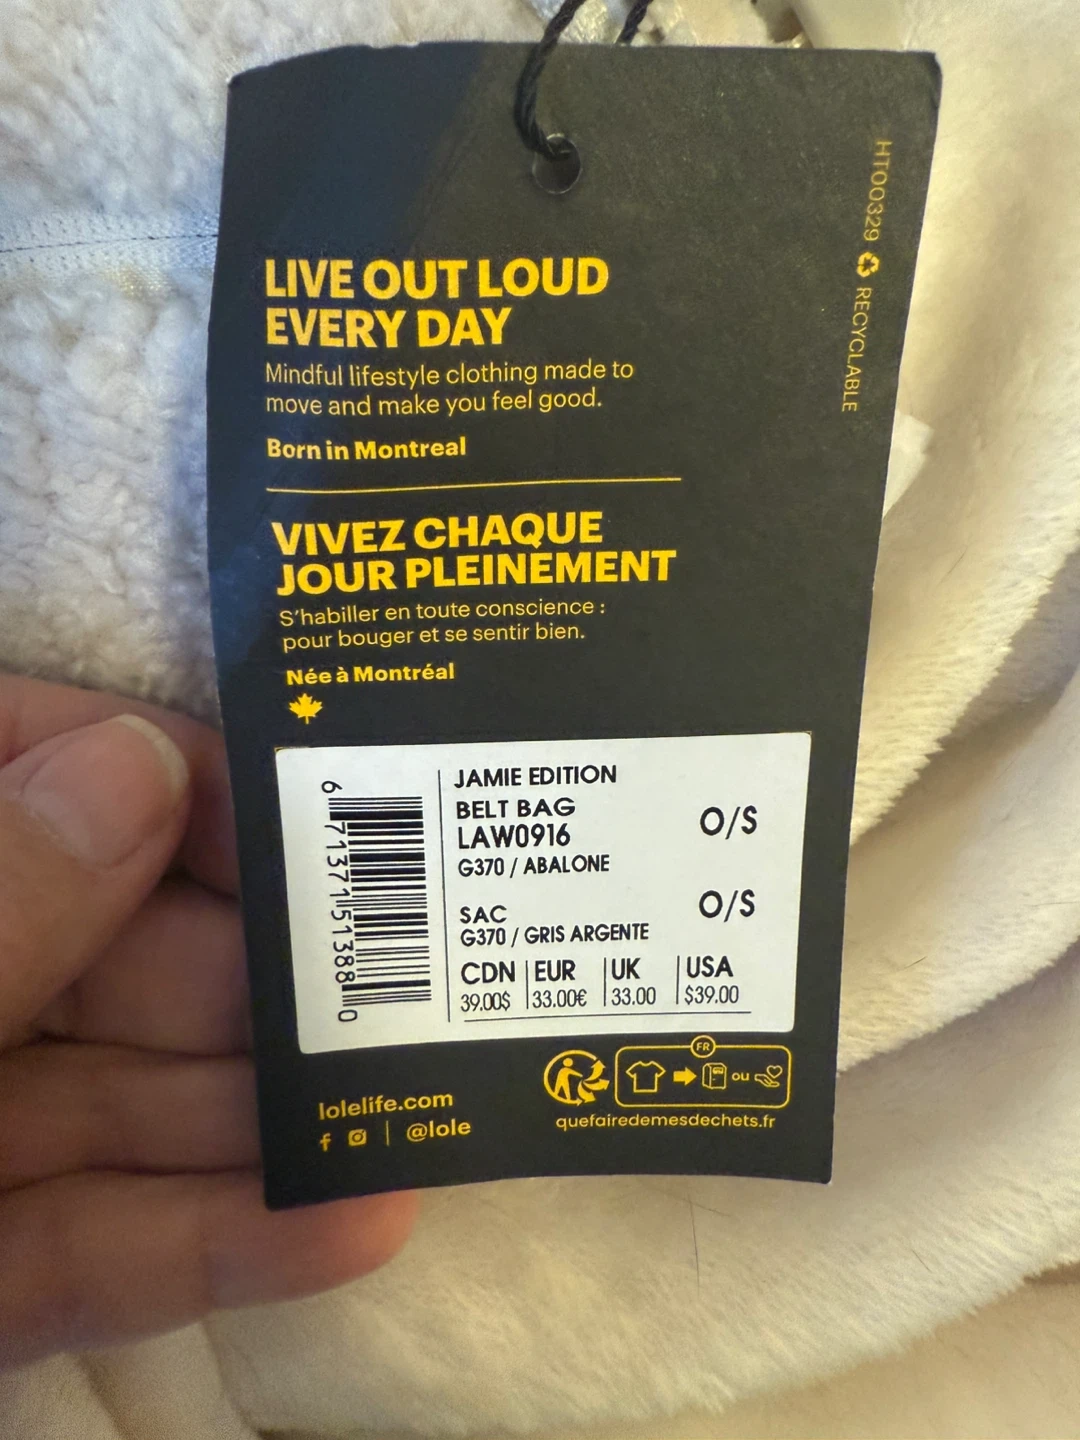 HT00329 RECYCLABLE
LIVE OUT LOUD
EVERY DAY
Mindful lifestyle clothing made to
move and make you feel good.
Born in Montreal
VIVEZ CHAQUE
JOUR PLEINEMENT
S'habiller en toute conscience :
pour bouger et se sentir bien.
Née à Montréal
6 71371 51388 0
JAMIE EDITION
BELT BAG O/S
LAW0916
G370 / ABALONE
SAC O/S
G370 / GRIS ARGENTE
CDN EUR UK USA
39.00$ 33.00€ 33.00 $39.00
FR
ou
lolelife.com
@lole
quefairedemesdechets.fr